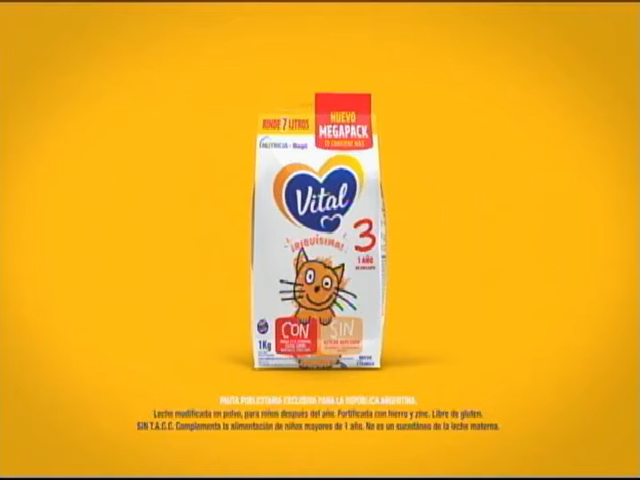 RINDE 7 LITROS
NUEVO
MEGAPACK
NUTRICIA - Bagó
Vital
¡RIQUÍSIMA!
3
1 AÑO
CON
SIN
1Kg
PAUTA PUBLICITARIA EXCLUSIVA PARA LA REPÚBLICA ARGENTINA.
Leche modificada en polvo, para niños después del año. Fortificada con hierro y zinc. Libre de gluten.
SIN T.A.C.C. Complementa la alimentación de niños mayores de 1 año. No es un sucedáneo de la leche materna.